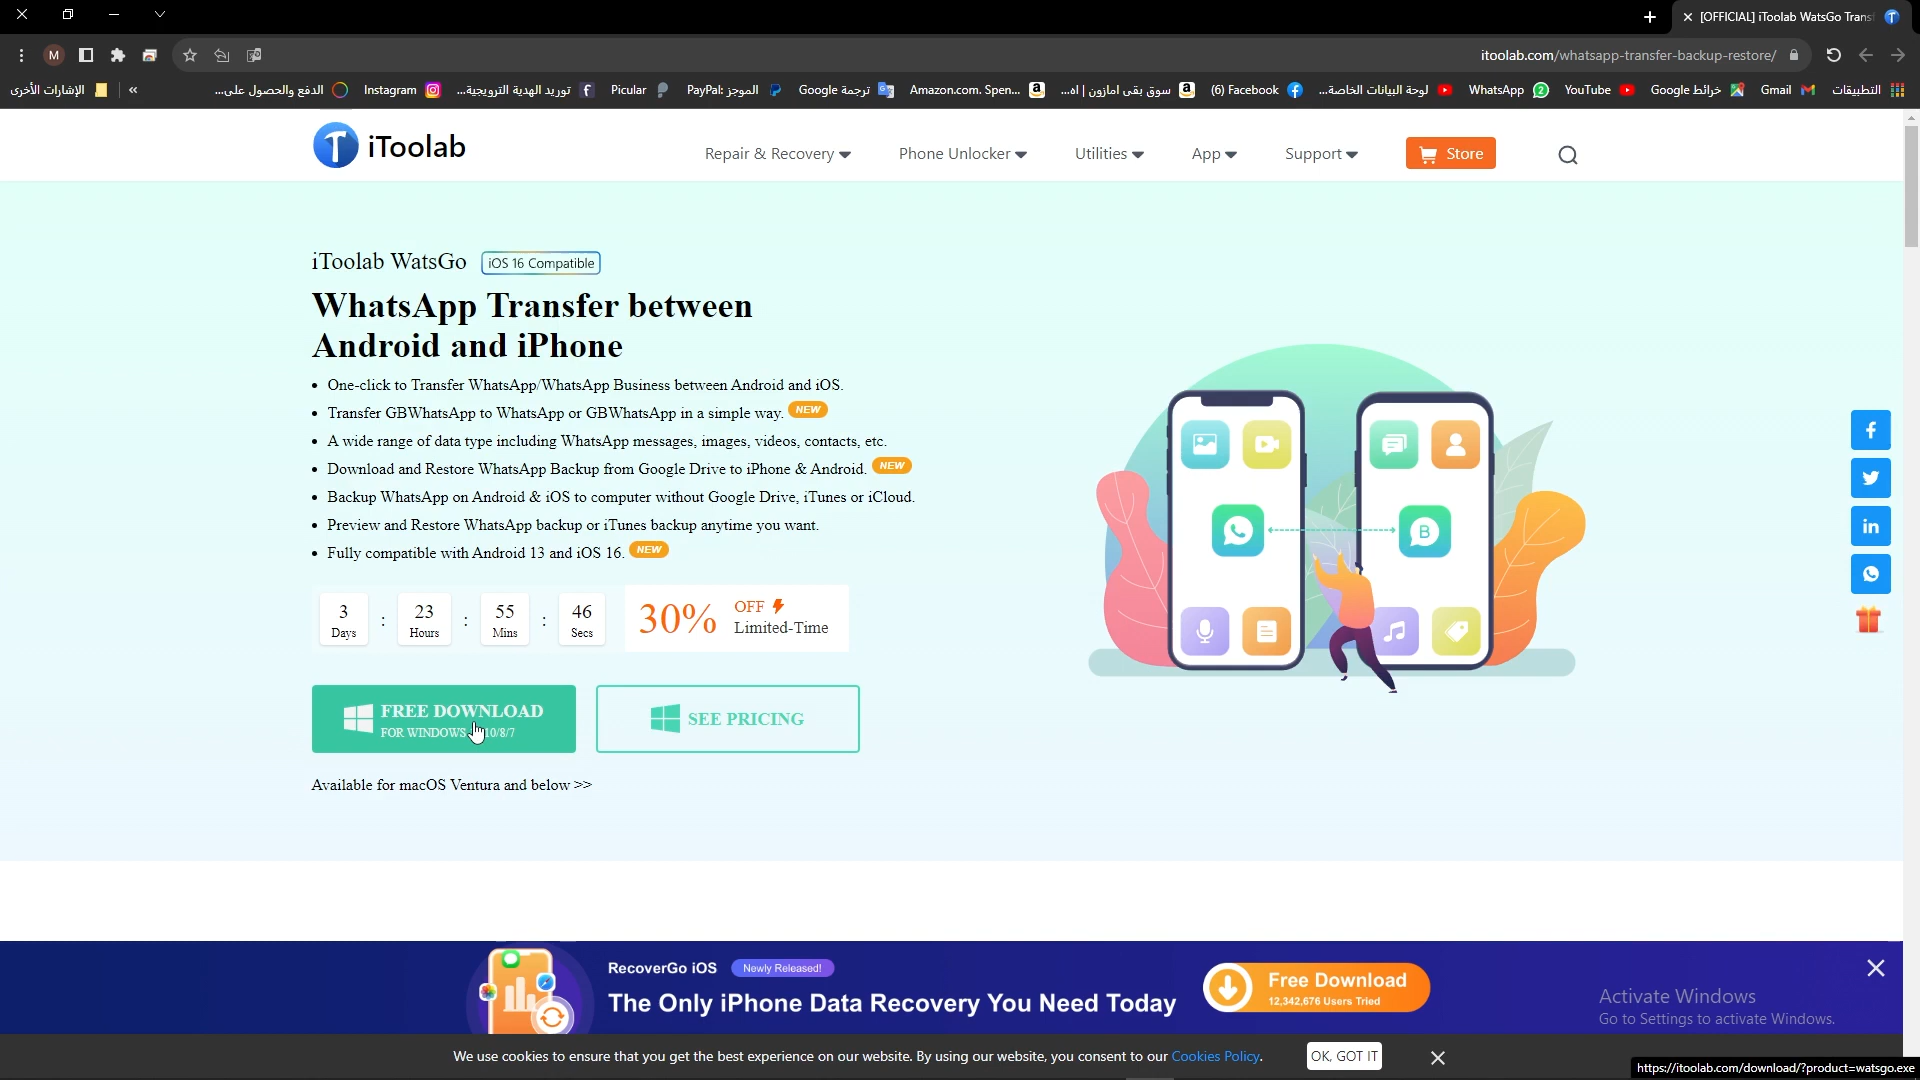 [OFFICIAL] iToolab WatsGo Trans
itoolab.com/whatsapp-transfer-backup-restore/
M
التطبيقات
Gmail
خرائط Google
YouTube
WhatsApp
لوحة البيانات الخاصة...
(6) Facebook
سوق بقى امازون | اه...
Amazon.com. Spen...
ترجمة Google
PayPal: الموجز
Picular
توريد الهدية الترويجية...
Instagram
الدفع والحصول على...
«
الإشارات الأخرى
iToolab
Repair & Recovery
Phone Unlocker
Utilities
App
Support
Store
iToolab WatsGo
iOS 16 Compatible
WhatsApp Transfer between
Android and iPhone
• One-click to Transfer WhatsApp/WhatsApp Business between Android and iOS.
• Transfer GBWhatsApp to WhatsApp or GBWhatsApp in a simple way. NEW
• A wide range of data type including WhatsApp messages, images, videos, contacts, etc.
• Download and Restore WhatsApp Backup from Google Drive to iPhone & Android. NEW
• Backup WhatsApp on Android & iOS to computer without Google Drive, iTunes or iCloud.
• Preview and Restore WhatsApp backup or iTunes backup anytime you want.
• Fully compatible with Android 13 and iOS 16. NEW
3 : 23 : 55 : 46
Days Hours Mins Secs
30% OFF
Limited-Time
FREE DOWNLOAD
FOR WINDOWS 10/8/7
SEE PRICING
Available for macOS Ventura and below >>
RecoverGo iOS
Newly Released!
The Only iPhone Data Recovery You Need Today
Free Download
12,342,676 Users Tried
Activate Windows
Go to Settings to activate Windows.
We use cookies to ensure that you get the best experience on our website. By using our website, you consent to our Cookies Policy.
OK, GOT IT
https://itoolab.com/download/?product=watsgo.exe